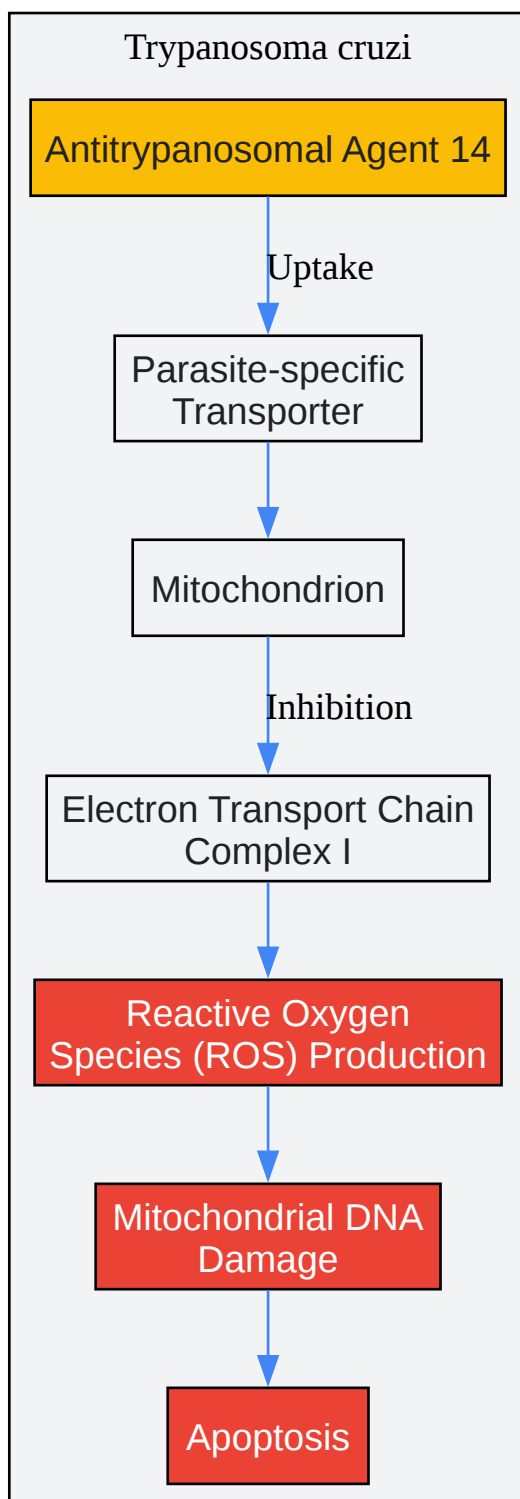 Trypanosoma cruzi
Antitrypanosomal Agent 14
Uptake
Parasite-specific
Transporter
Mitochondrion
Inhibition
Electron Transport Chain
Complex I
Reactive Oxygen
Species (ROS) Production
Mitochondrial DNA
Damage
Apoptosis